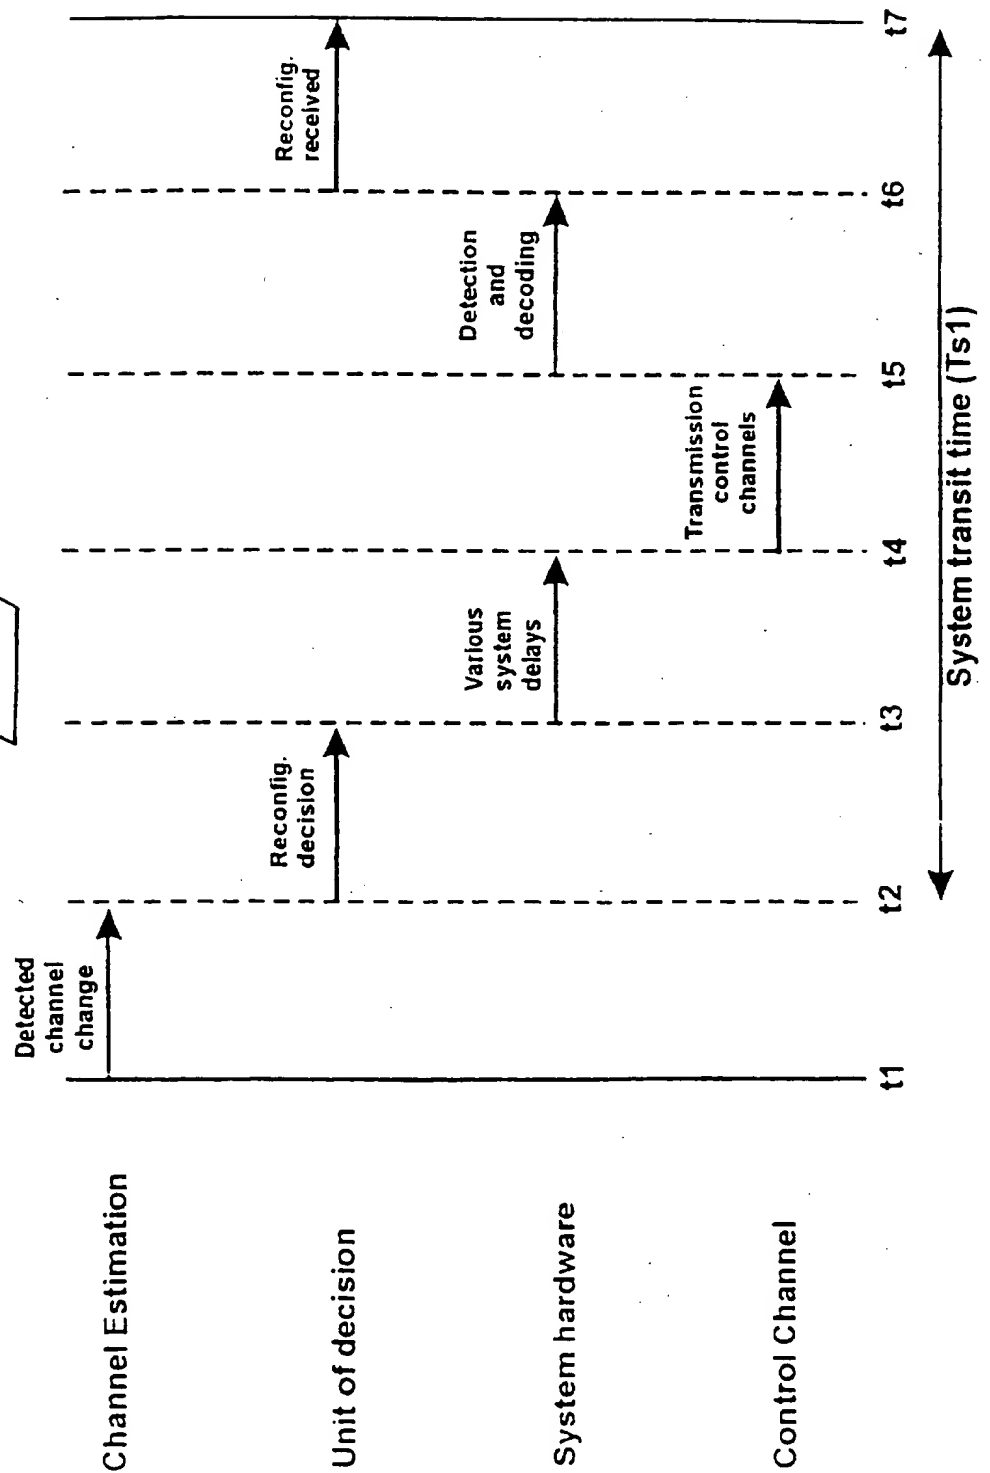 Channel Estimation
Detected
channel
change
Unit of decision
Reconfig.
decision
Reconfig.
received
System hardware
Various
system
delays
Detection
and
decoding
Control Channel
Transmission
control
channels
t1
t2
t3
t4
t5
t6
t7
System transit time (Ts1)